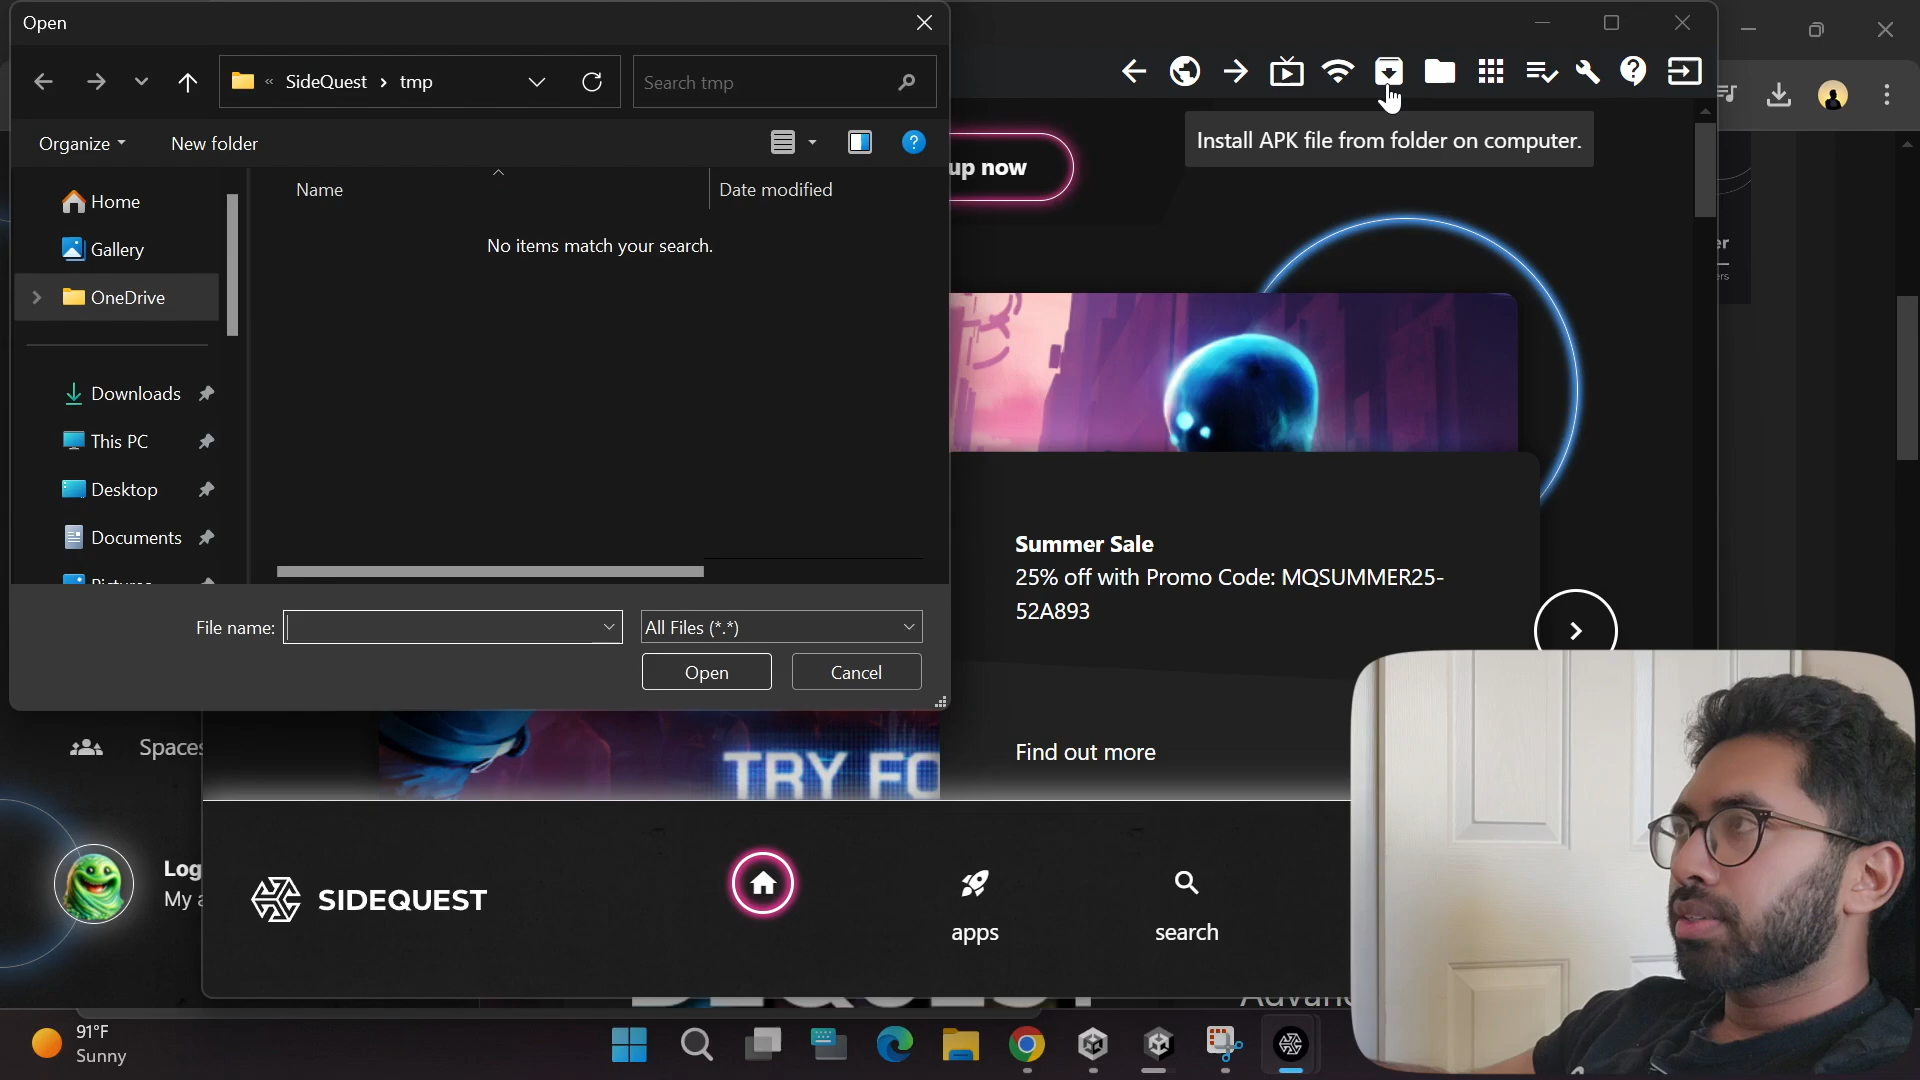 Open
SideQuest
tmp
Search tmp
Organize
New folder
Install APK file from folder on computer.
up now
Home
Name
Date modified
No items match your search.
Gallery
OneDrive
Downloads
This PC
Desktop
Documents
File name:
All Files (*.*)
Open
Cancel
Summer Sale
25% off with Promo Code: MQSUMMER25-
52A893
Find out more
Spaces
TRY FO
Log
My a
SIDEQUEST
apps
search
91°F
Sunny